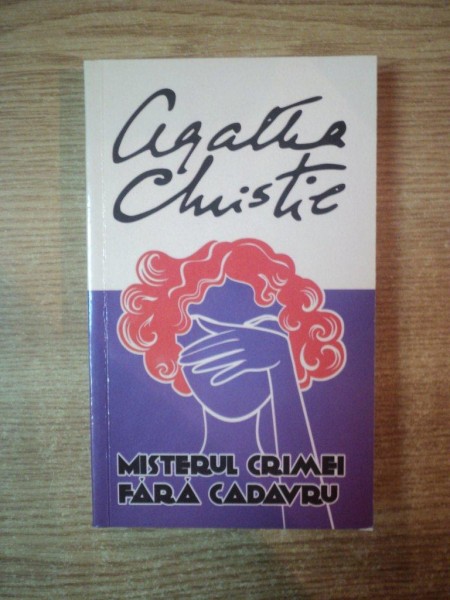 Agatha
Christie
MISTERUL CRIMEI
FĂRĂ CADAVRU